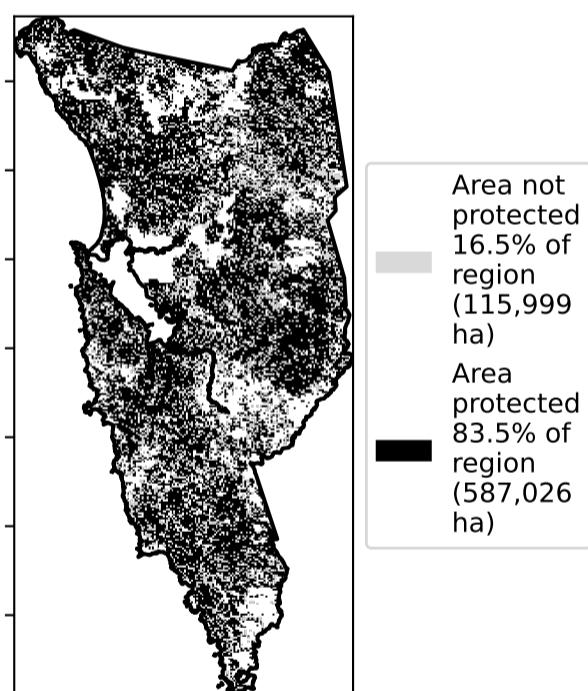 Area not
protected
16.5% of
region
(115,999
ha)
Area
protected
83.5% of
region
(587,026
ha)